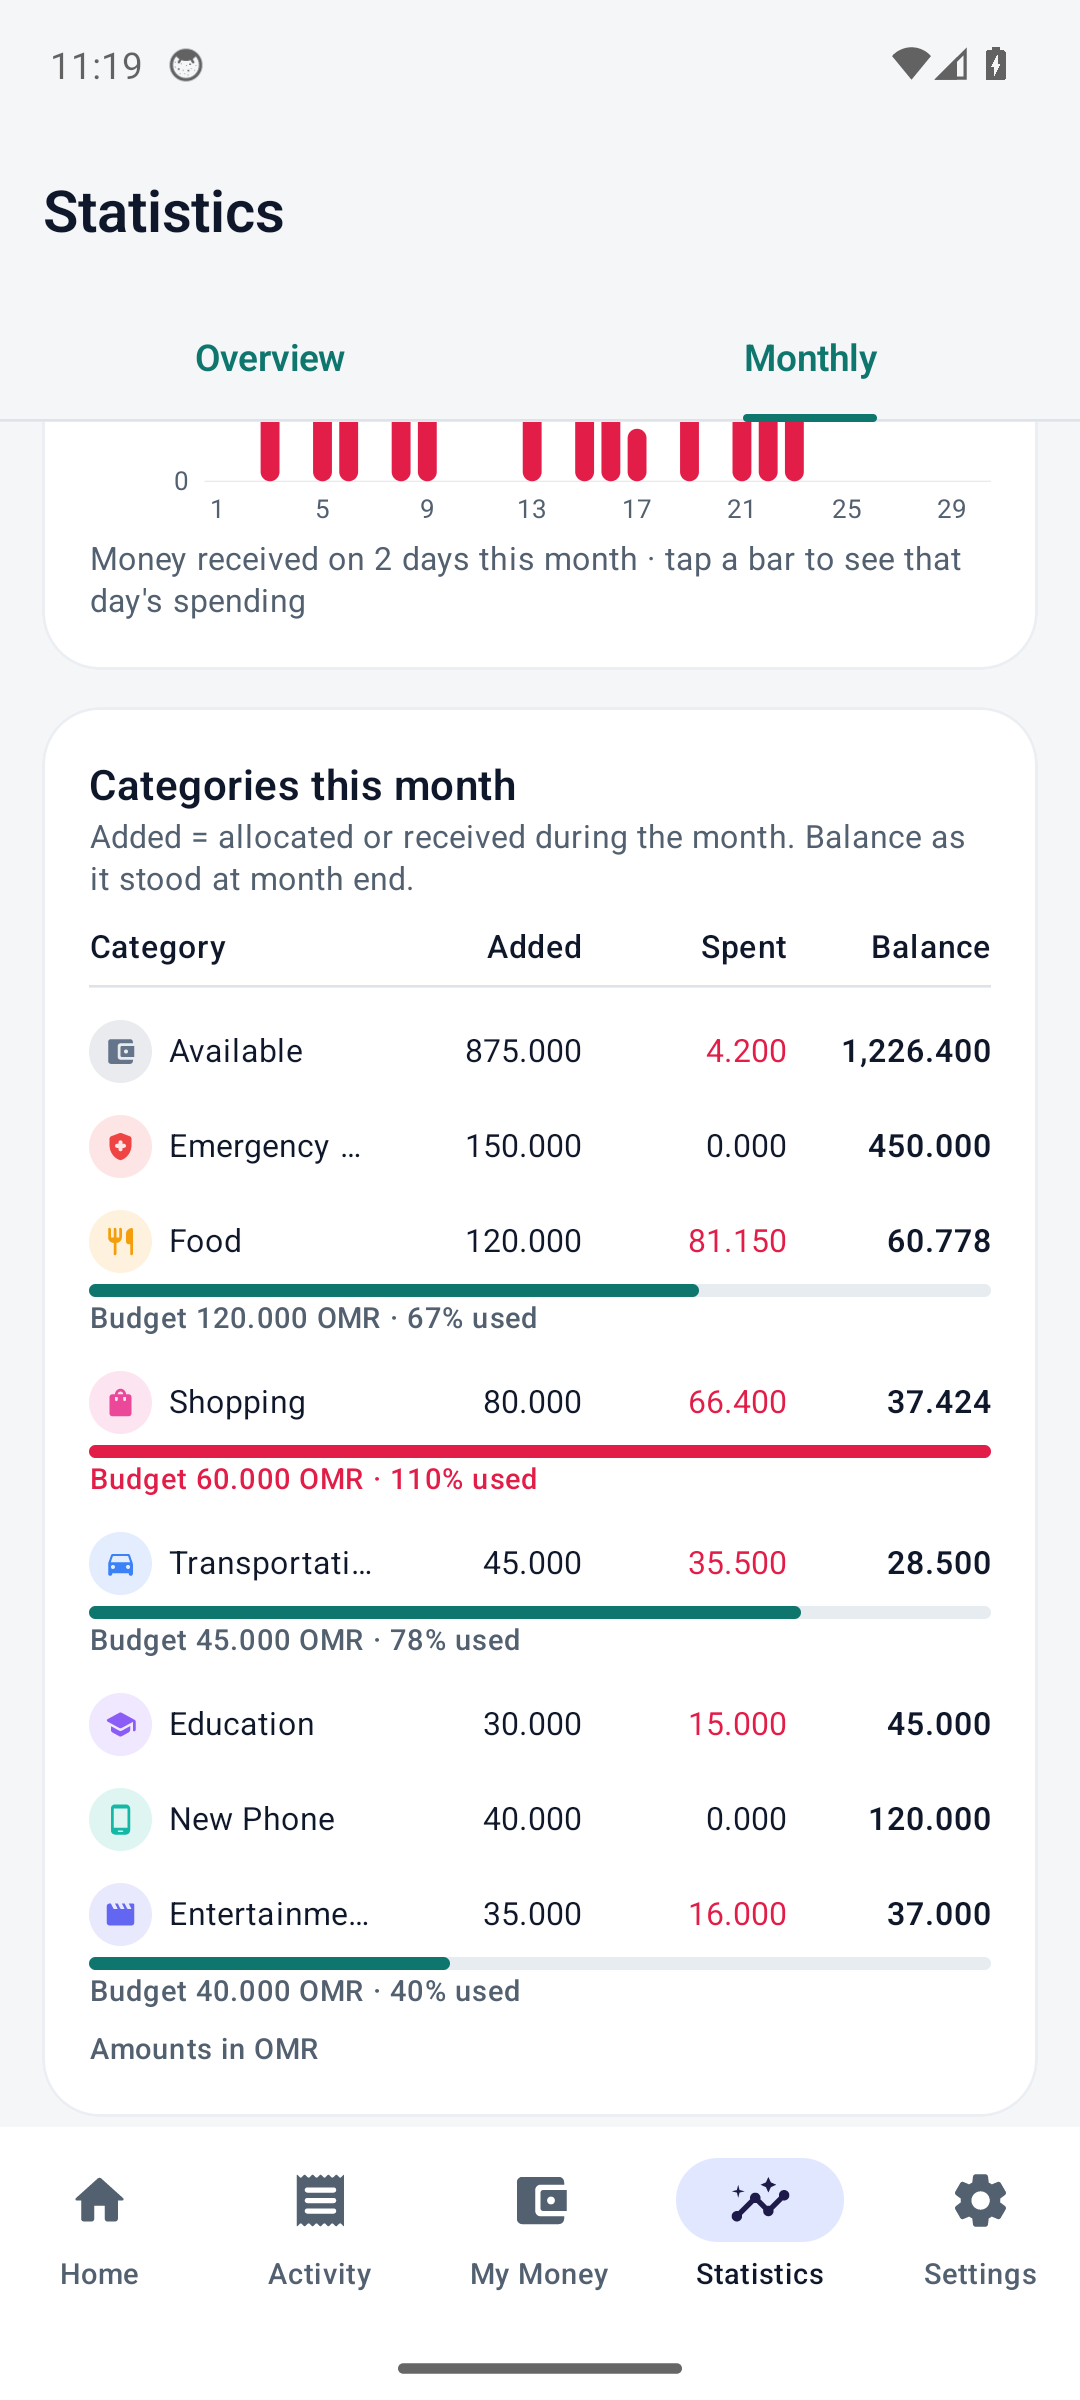 11:19
Statistics
Overview Monthly
0
1 5 9 13 17 21 25 29
Money received on 2 days this month · tap a bar to see that
day's spending
Categories this month
Added = allocated or received during the month. Balance as
it stood at month end.
Category Added Spent Balance
Available 875.000 4.200 1,226.400
Emergency ... 150.000 0.000 450.000
Food 120.000 81.150 60.778
Budget 120.000 OMR · 67% used
Shopping 80.000 66.400 37.424
Budget 60.000 OMR · 110% used
Transportati... 45.000 35.500 28.500
Budget 45.000 OMR · 78% used
Education 30.000 15.000 45.000
New Phone 40.000 0.000 120.000
Entertainme... 35.000 16.000 37.000
Budget 40.000 OMR · 40% used
Amounts in OMR
Home Activity My Money Statistics Settings